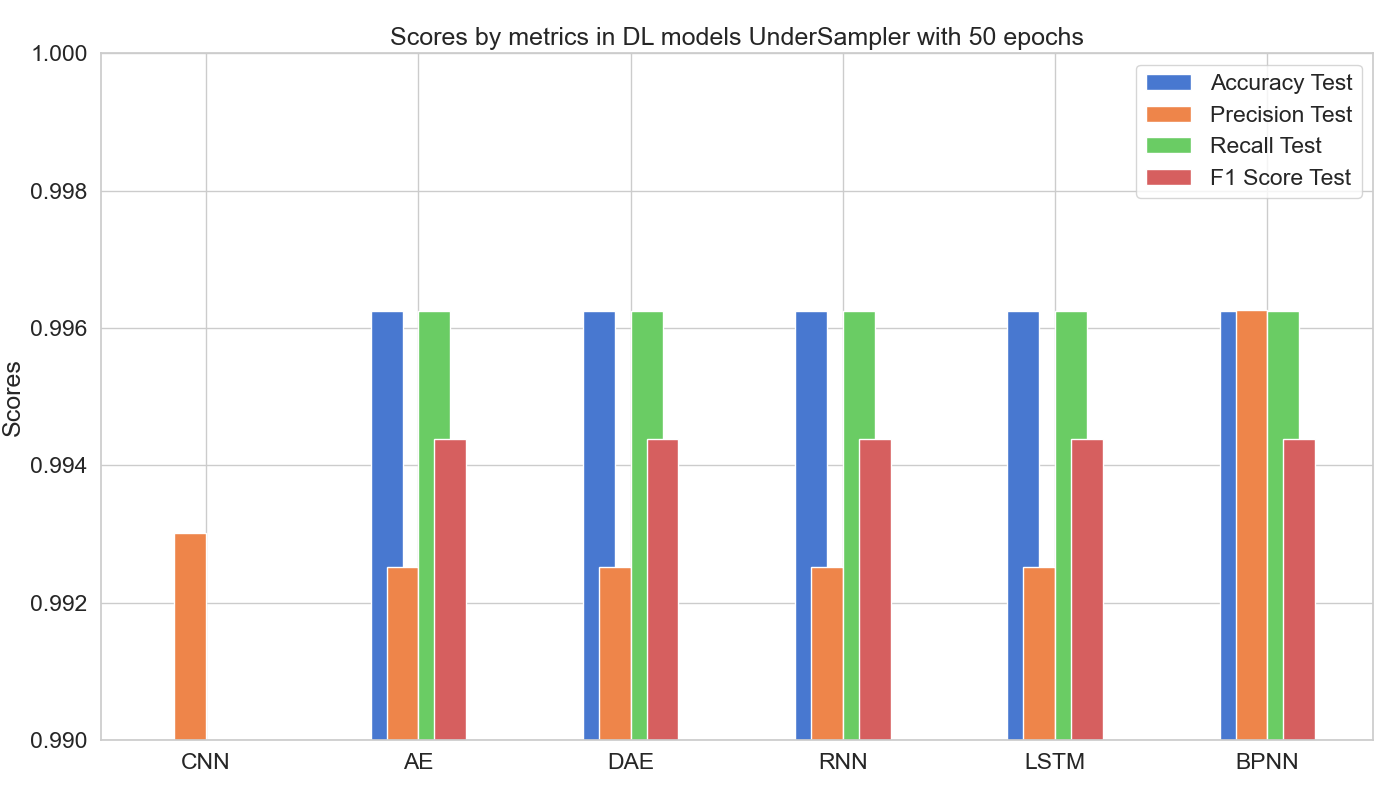 Scores by metrics in DL models UnderSampler with 50 epochs
1.000
0.998
0.996
0.994
0.992
0.990
Scores
Accuracy Test
Precision Test
Recall Test
F1 Score Test
CNN AE DAE RNN LSTM BPNN